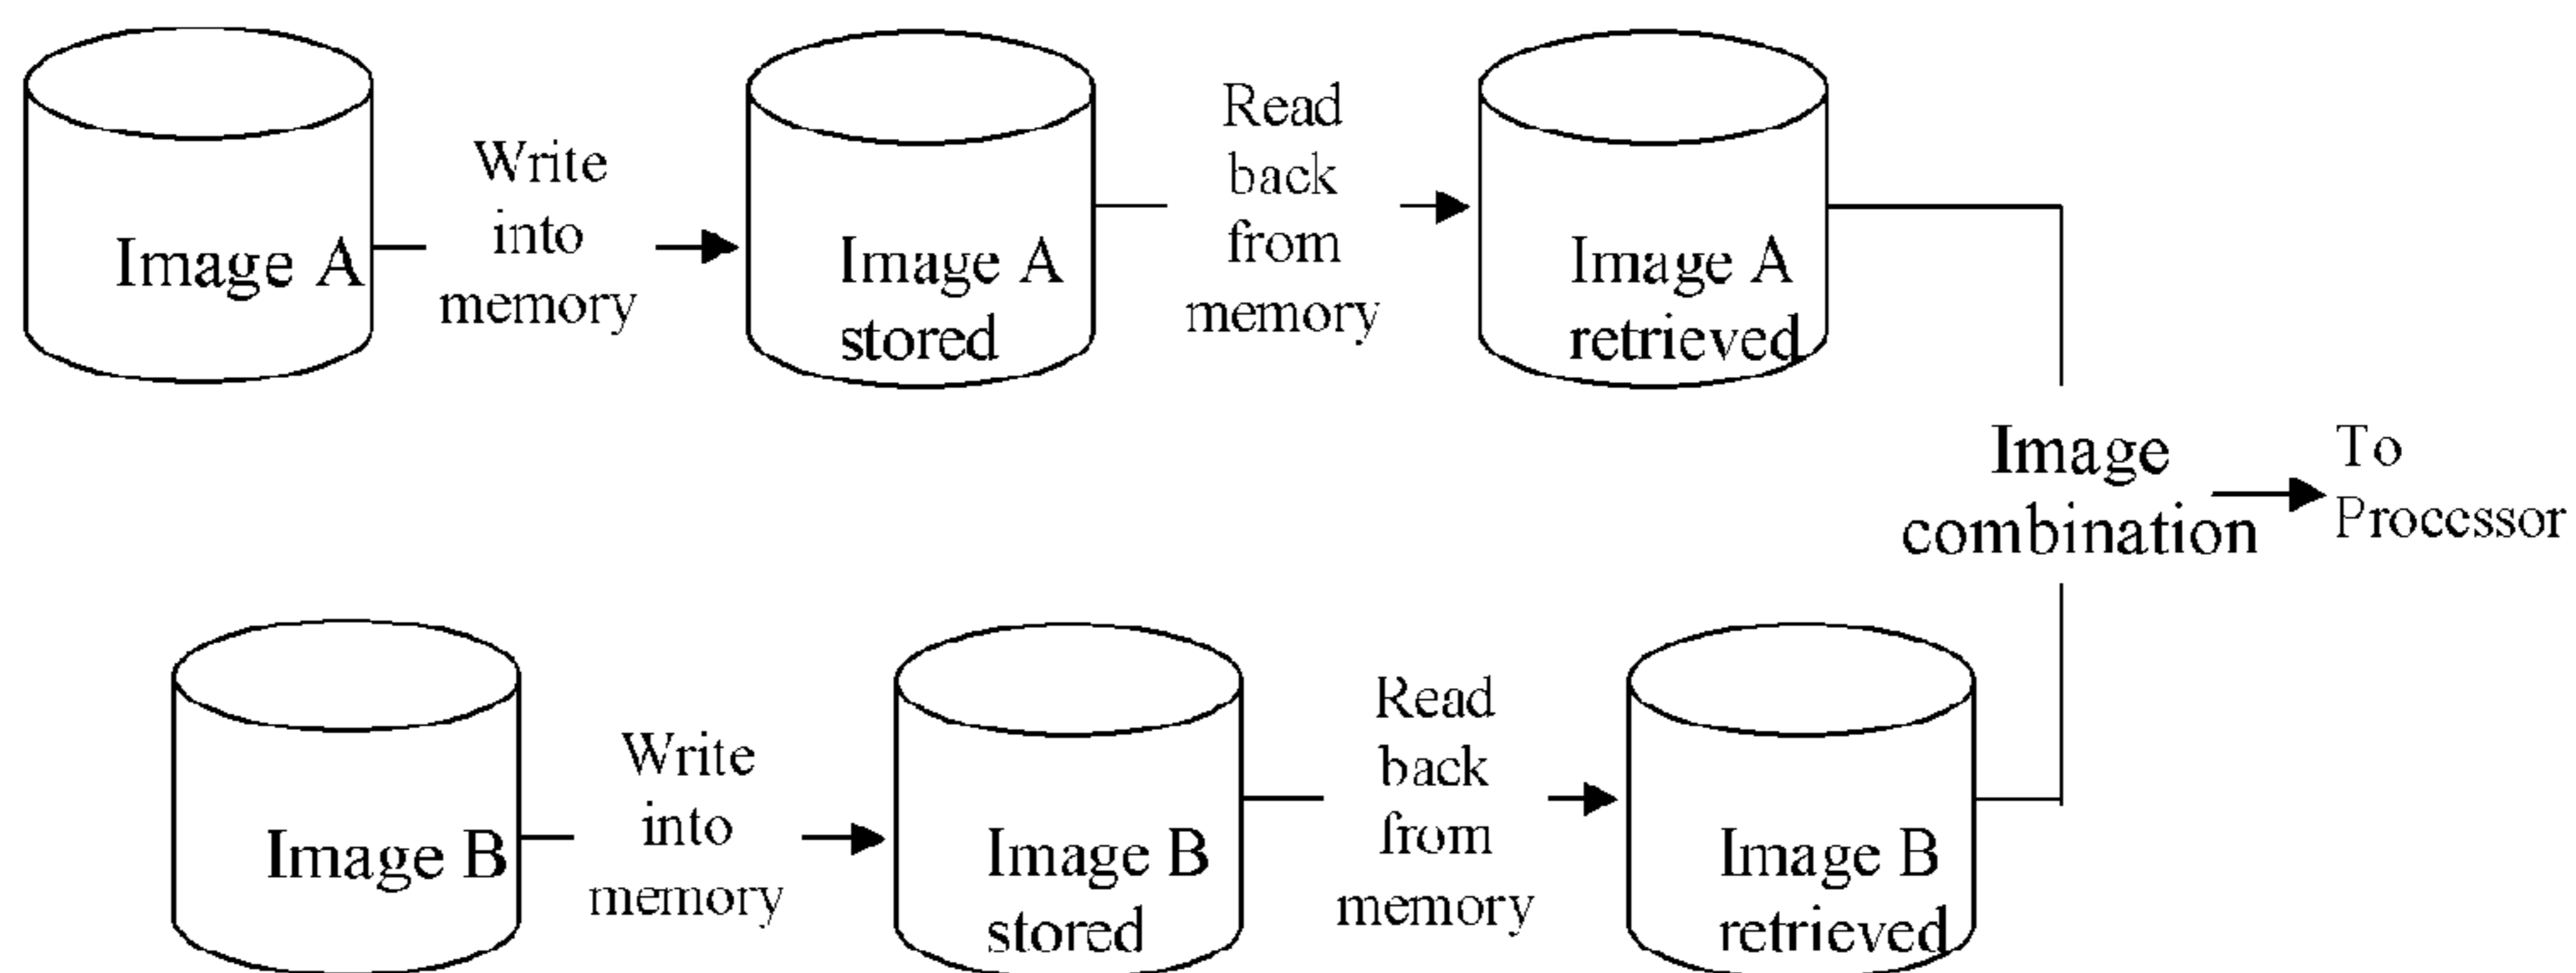 Image A
Write
into
memory
Image A
stored
Read
back
from
memory
Image A
retrieved
Image
combination
To
Processor
Image B
Write
into
memory
Image B
stored
Read
back
from
memory
Image B
retrieved